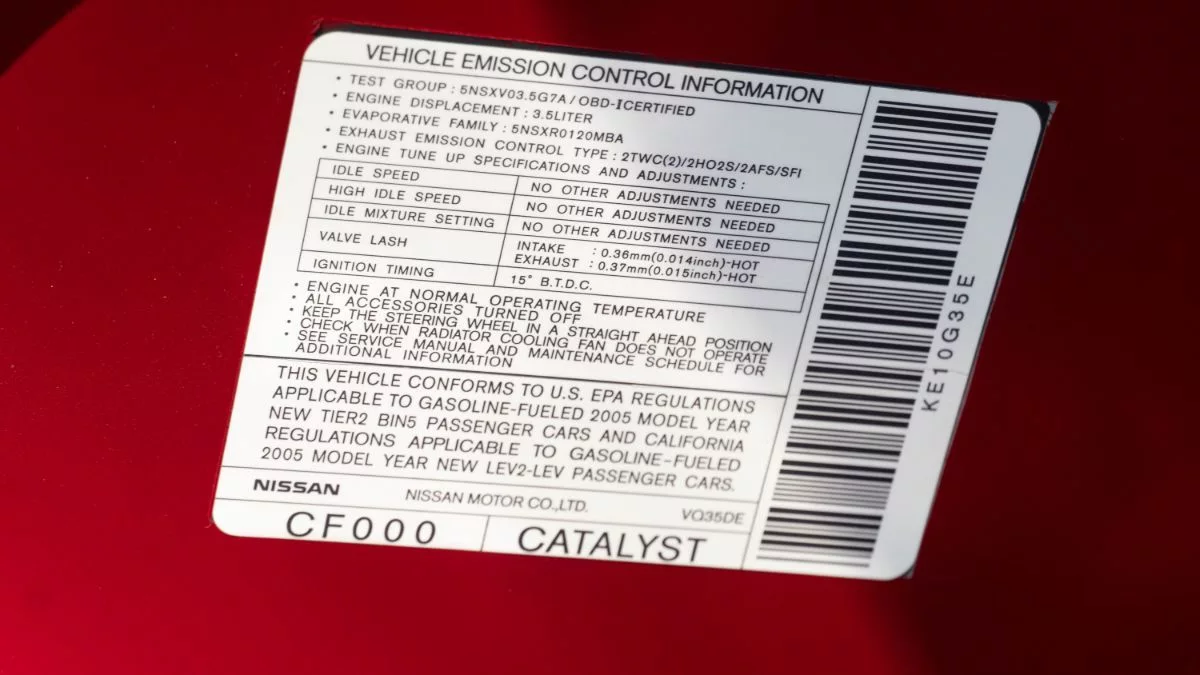 VEHICLE EMISSION CONTROL INFORMATION
• TEST GROUP : 5NSXV03.5G7A / OBD-ⅡCERTIFIED
• ENGINE DISPLACEMENT : 3.5LITER
• EVAPORATIVE FAMILY : 5NSXR0120MBA
• EXHAUST EMISSION CONTROL TYPE : 2TWC(2)/2HO2S/2AFS/SFI
• ENGINE TUNE UP SPECIFICATIONS AND ADJUSTMENTS :
IDLE SPEED NO OTHER ADJUSTMENTS NEEDED
HIGH IDLE SPEED NO OTHER ADJUSTMENTS NEEDED
IDLE MIXTURE SETTING NO OTHER ADJUSTMENTS NEEDED
VALVE LASH INTAKE : 0.36mm(0.014inch)-HOT
EXHAUST : 0.37mm(0.015inch)-HOT
IGNITION TIMING 15° B.T.D.C.
• ENGINE AT NORMAL OPERATING TEMPERATURE
• ALL ACCESSORIES TURNED OFF
• KEEP THE STEERING WHEEL IN A STRAIGHT AHEAD POSITION
• CHECK WHEN RADIATOR COOLING FAN DOES NOT OPERATE
• SEE SERVICE MANUAL AND MAINTENANCE SCHEDULE FOR
ADDITIONAL INFORMATION
THIS VEHICLE CONFORMS TO U.S. EPA REGULATIONS
APPLICABLE TO GASOLINE-FUELED 2005 MODEL YEAR
NEW TIER2 BIN5 PASSENGER CARS AND CALIFORNIA
REGULATIONS APPLICABLE TO GASOLINE-FUELED
2005 MODEL YEAR NEW LEV2-LEV PASSENGER CARS.
NISSAN NISSAN MOTOR CO.,LTD. VQ35DE
CF000 CATALYST
KE10G35E